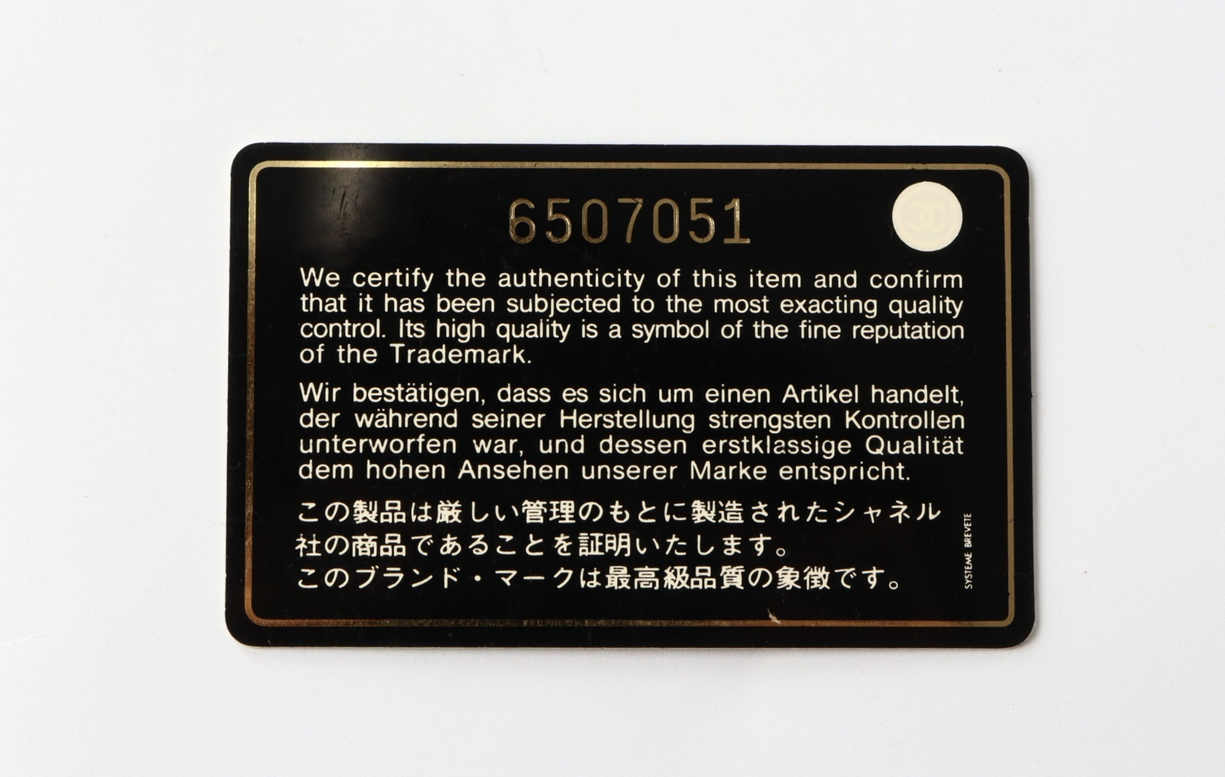 6507051
We certify the authenticity of this item and confirm
that it has been subjected to the most exacting quality
control. Its high quality is a symbol of the fine reputation
of the Trademark.
Wir bestätigen, dass es sich um einen Artikel handelt,
der während seiner Herstellung strengsten Kontrollen
unterworfen war, und dessen erstklassige Qualität
dem hohen Ansehen unserer Marke entspricht.
この製品は厳しい管理のもとに製造されたシャネル
社の商品であることを証明いたします。
このブランド・マークは最高級品質の象徴です。
SYSTEME BREVETE